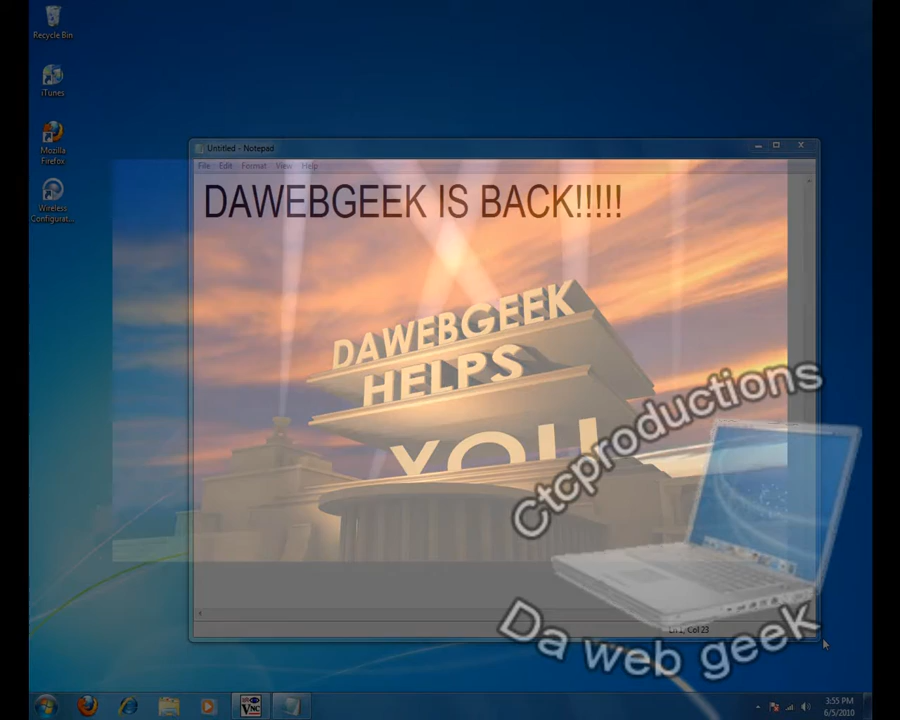 Recycle Bin
iTunes
Mozilla
Firefox
Wireless
Configurat...
Untitled - Notepad
File Edit Format View Help
DAWEBGEEK IS BACK!!!!!
DAWEBGEEK
HELPS
YOU
Ctcproductions
Da web geek
Ln 1, Col 23
VNC
3:55 PM
6/5/2010